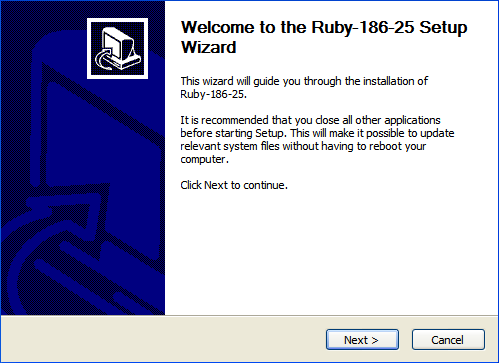 Welcome to the Ruby-186-25 Setup
Wizard
This wizard will guide you through the installation of
Ruby-186-25.
It is recommended that you close all other applications
before starting Setup. This will make it possible to update
relevant system files without having to reboot your
computer.
Click Next to continue.
Next >
Cancel